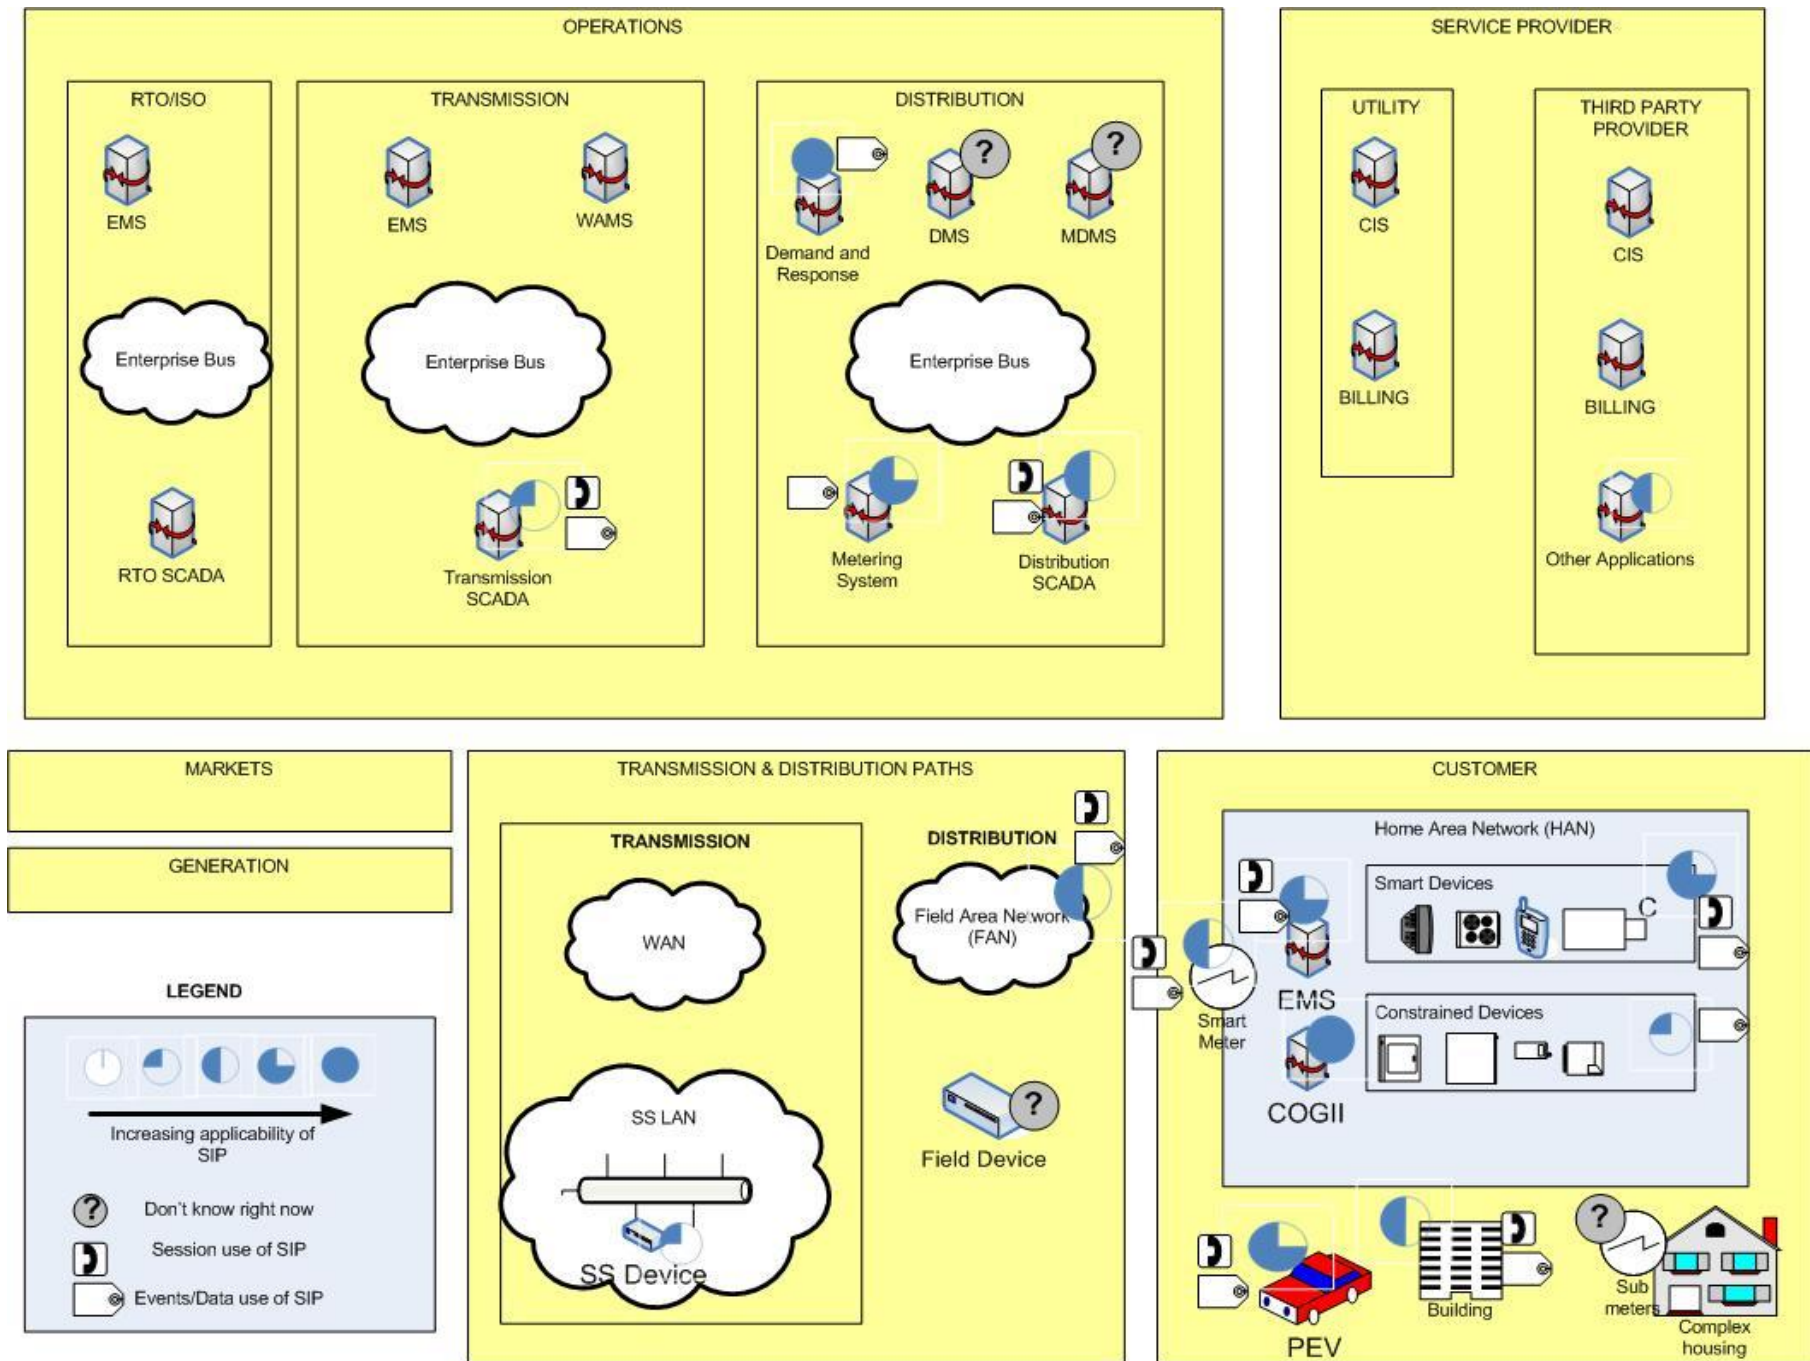 OPERATIONS
RTO/ISO
EMS
Enterprise Bus
RTO SCADA
TRANSMISSION
EMS
WAMS
Enterprise Bus
Transmission
SCADA
DISTRIBUTION
Demand and
Response
?
DMS
?
MDMS
Enterprise Bus
Metering
System
Distribution
SCADA
SERVICE PROVIDER
UTILITY
CIS
BILLING
THIRD PARTY
PROVIDER
CIS
BILLING
Other Applications
MARKETS
GENERATION
LEGEND
Increasing applicability of
SIP
?
Don't know right now
Session use of SIP
Events/Data use of SIP
TRANSMISSION & DISTRIBUTION PATHS
TRANSMISSION
WAN
SS LAN
SS Device
DISTRIBUTION
Field Area Network
(FAN)
?
Field Device
CUSTOMER
Home Area Network (HAN)
Smart Devices
C
EMS
Smart
Meter
Constrained Devices
COGII
PEV
Building
?
Sub
meters
Complex
housing